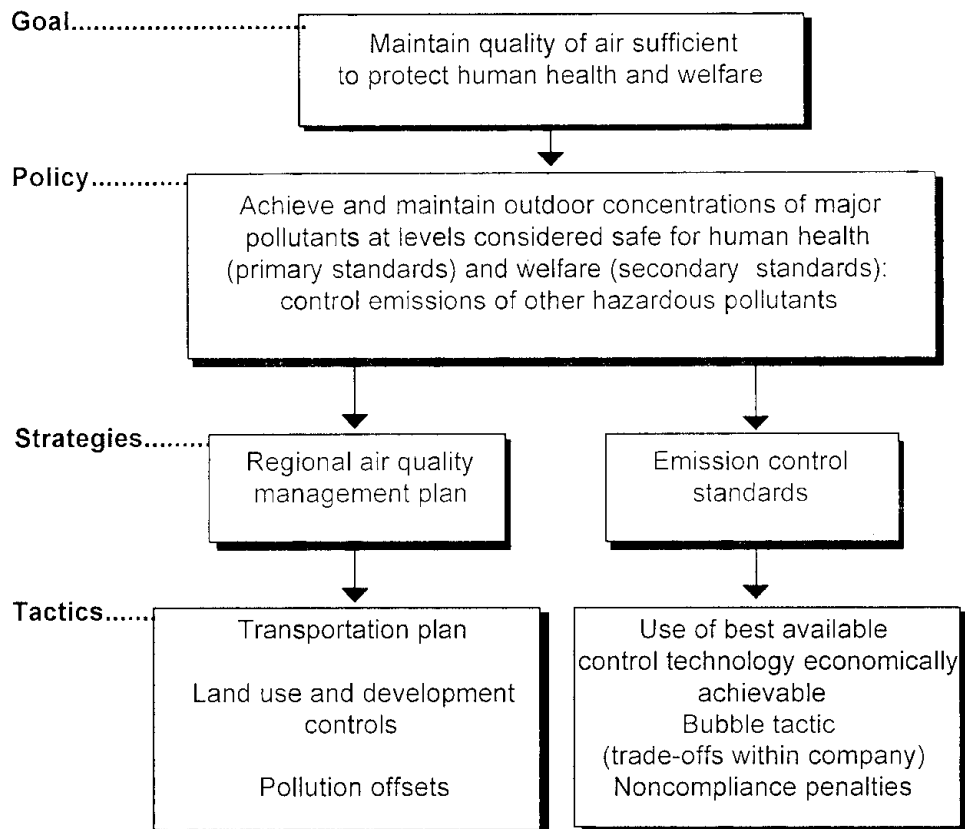 Goal......................................
Maintain quality of air sufficient
to protect human health and welfare
Policy................
Achieve and maintain outdoor concentrations of major
pollutants at levels considered safe for human health
(primary standards) and welfare (secondary standards):
control emissions of other hazardous pollutants
Strategies.........
Regional air quality
management plan
Emission control
standards
Tactics.......
Transportation plan
Land use and development
controls
Pollution offsets
Use of best available
control technology economically
achievable
Bubble tactic
(trade-offs within company)
Noncompliance penalties